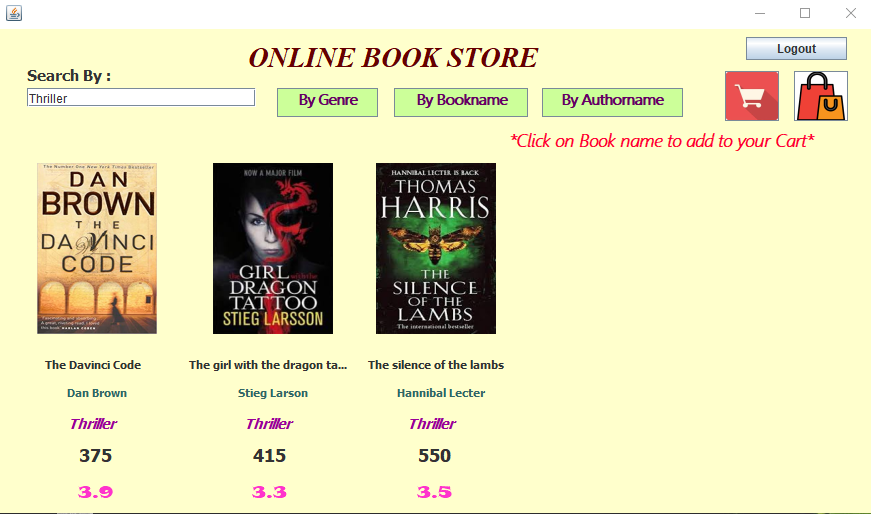 Logout
ONLINE BOOK STORE
Search By :
Thriller
By Genre
By Bookname
By Authorname
*Click on Book name to add to your Cart*
The Number One New York Times Bestseller
DAN
BROWN
THE
DA VINCI
CODE
NOW A MAJOR FILM
THE GIRL WITH THE
DRAGON
TATTOO
STIEG LARSSON
HANNIBAL LECTER IS BACK
THOMAS
HARRIS
THE
SILENCE
OF THE
LAMBS
The international bestseller
The Davinci Code
The girl with the dragon ta...
The silence of the lambs
Dan Brown
Stieg Larson
Hannibal Lecter
Thriller
Thriller
Thriller
375
415
550
3.9
3.3
3.5